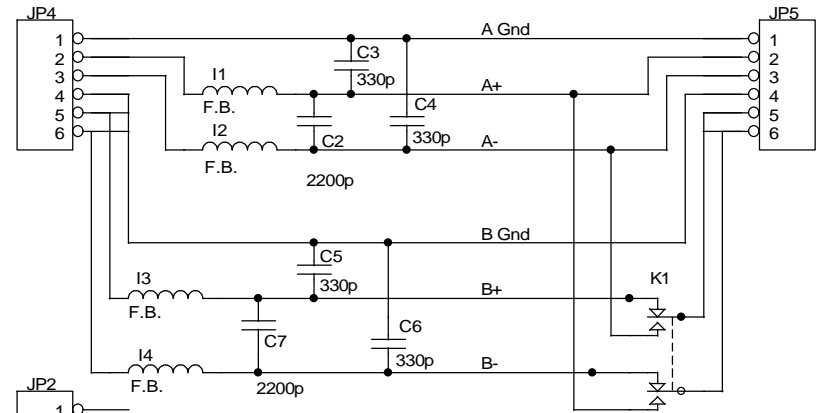 JP4
1
2
3
4
5
6
I1
F.B.
I2
F.B.
C3
330p
C2
2200p
C4
330p
A Gnd
A+
A-
JP5
1
2
3
4
5
6
B Gnd
C5
330p
B+
I3
F.B.
C7
2200p
C6
330p
I4
F.B.
B-
K1
JP2
1